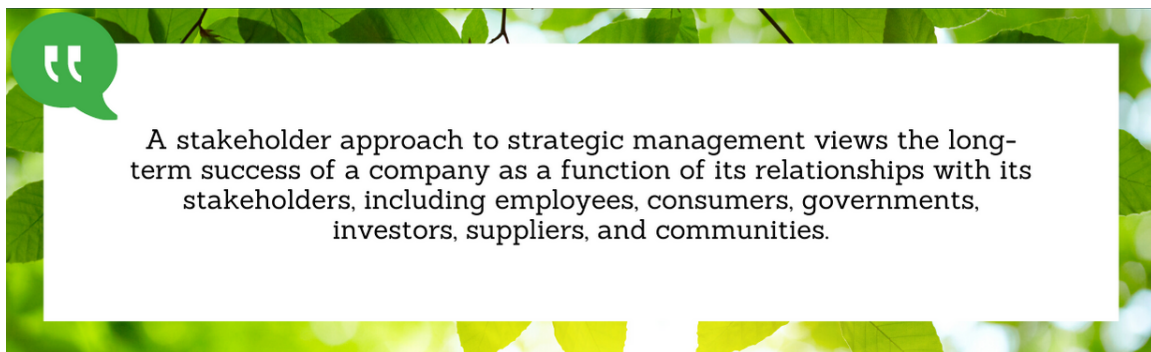 A stakeholder approach to strategic management views the long-
term success of a company as a function of its relationships with its
stakeholders, including employees, consumers, governments,
investors, suppliers, and communities.